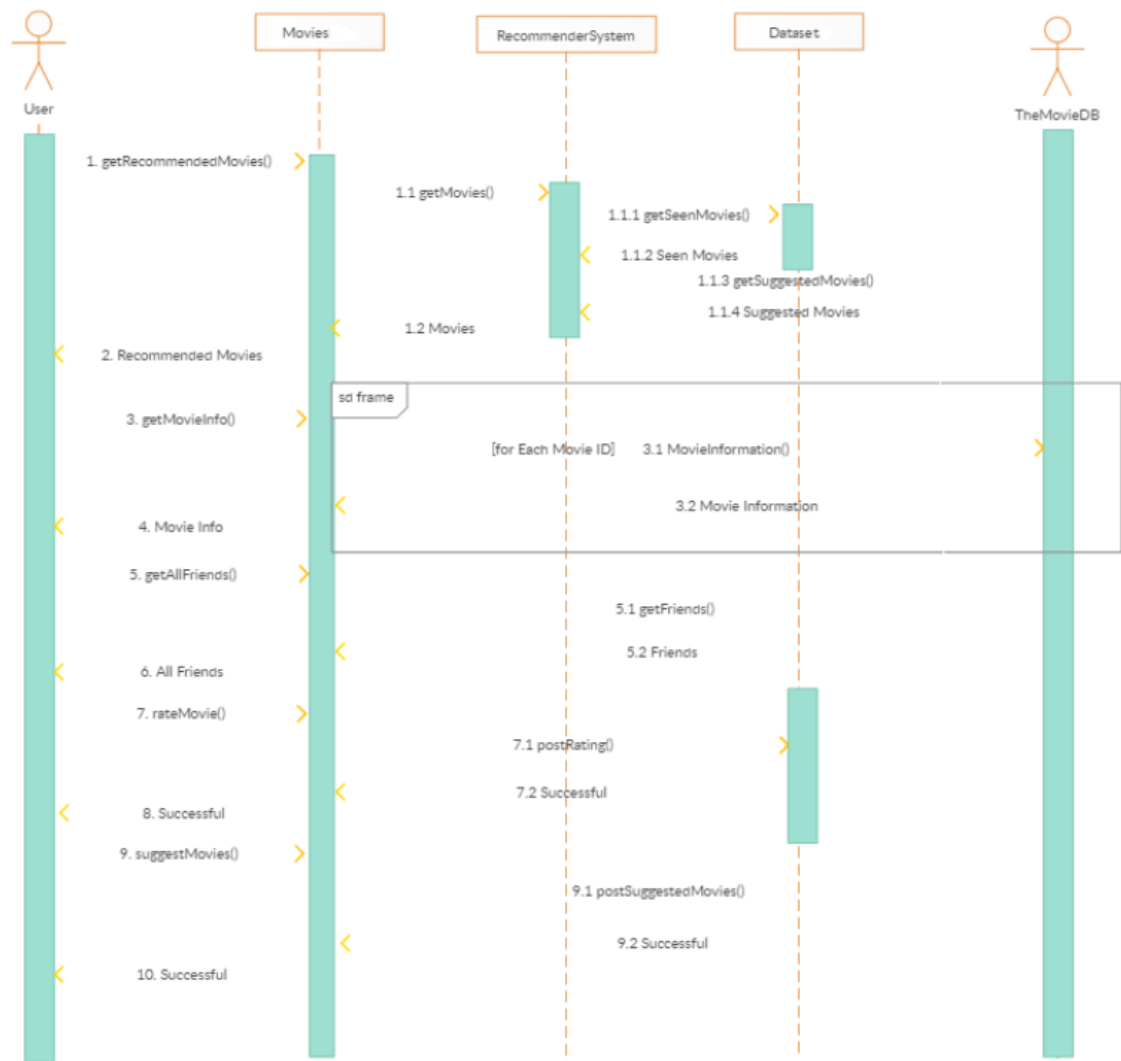 Movies
RecommenderSystem
Dataset
User
TheMovieDB
1. getRecommendedMovies()
1.1 getMovies()
1.1.1 getSeenMovies()
1.1.2 Seen Movies
1.1.3 getSuggestedMovies()
1.1.4 Suggested Movies
1.2 Movies
2. Recommended Movies
sd frame
3. getMovieInfo()
[for Each Movie ID] 3.1 MovieInformation()
3.2 Movie Information
4. Movie Info
5. getAllFriends()
5.1 getFriends()
5.2 Friends
6. All Friends
7. rateMovie()
7.1 postRating()
7.2 Successful
8. Successful
9. suggestMovies()
9.1 postSuggestedMovies()
9.2 Successful
10. Successful